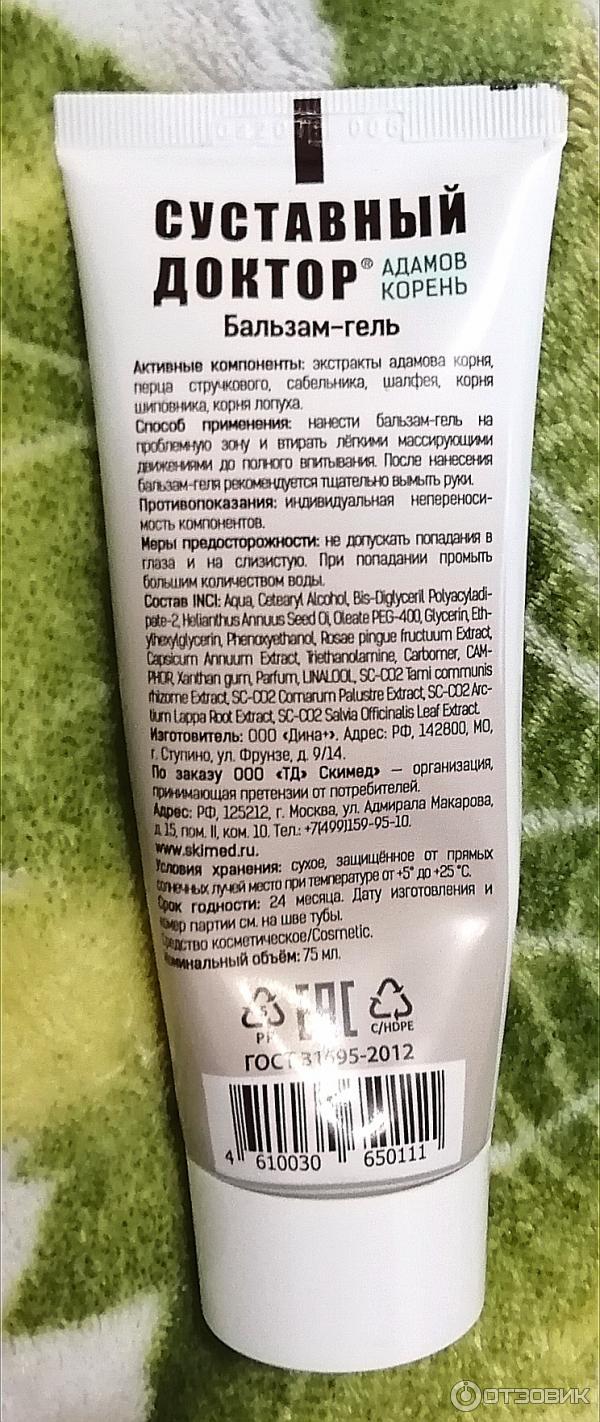 СУСТАВНЫЙ
ДОКТОР® АДАМОВ
КОРЕНЬ
Бальзам-гель
Активные компоненты: экстракты адамова корня,
перца стручкового, сабельника, шалфея, корня
шиповника, корня лопуха.
Способ применения: нанести бальзам-гель на
проблемную зону и втирать лёгкими массирующими
движениями до полного впитывания. После нанесения
бальзам-геля рекомендуется тщательно вымыть руки.
Противопоказания: индивидуальная непереноси-
мость компонентов.
Меры предосторожности: не допускать попадания в
глаза и на слизистую. При попадании промыть
большим количеством воды.
Состав INCI: Aqua, Cetearyl Alcohol, Bis-Diglyceril Polyacyladi-
pate-2, Helianthus Annuus Seed Oi, Oleate PEG-400, Glycerin, Eth-
ylhexylglycerin, Phenoxyethanol, Rosae pingue fructuum Extract,
Capsicum Annuum Extract, Triethanolamine, Carbomer, CAM-
PHOR, Xanthan gum, Parfum, LINALOOL, SC-CO2 Tami communis
rhizome Extract, SC-CO2 Comarum Palustre Extract, SC-CO2 Arc-
tium Lappa Root Extract, SC-CO2 Salvia Officinalis Leaf Extract.
Изготовитель: ООО «Дина+». Адрес: РФ, 142800, МО,
г. Ступино, ул. Фрунзе, д. 9/14.
По заказу ООО «ТД» Скимед» — организация,
принимающая претензии от потребителей.
Адрес: РФ, 125212, г. Москва, ул. Адмирала Макарова,
д. 15, пом. II, ком. 10. Тел.: +7(499)159-95-10.
www.skimed.ru.
Условия хранения: сухое, защищённое от прямых
солнечных лучей место при температуре от +5° до +25 °С.
Срок годности: 24 месяца. Дату изготовления и
номер партии см. на шве тубы.
Средство косметическое/Cosmetic.
Номинальный объём: 75 мл.
5
PP
EAC
C/HDPE
ГОСТ 31695-2012
4 610030 650111
ОТЗОВИК